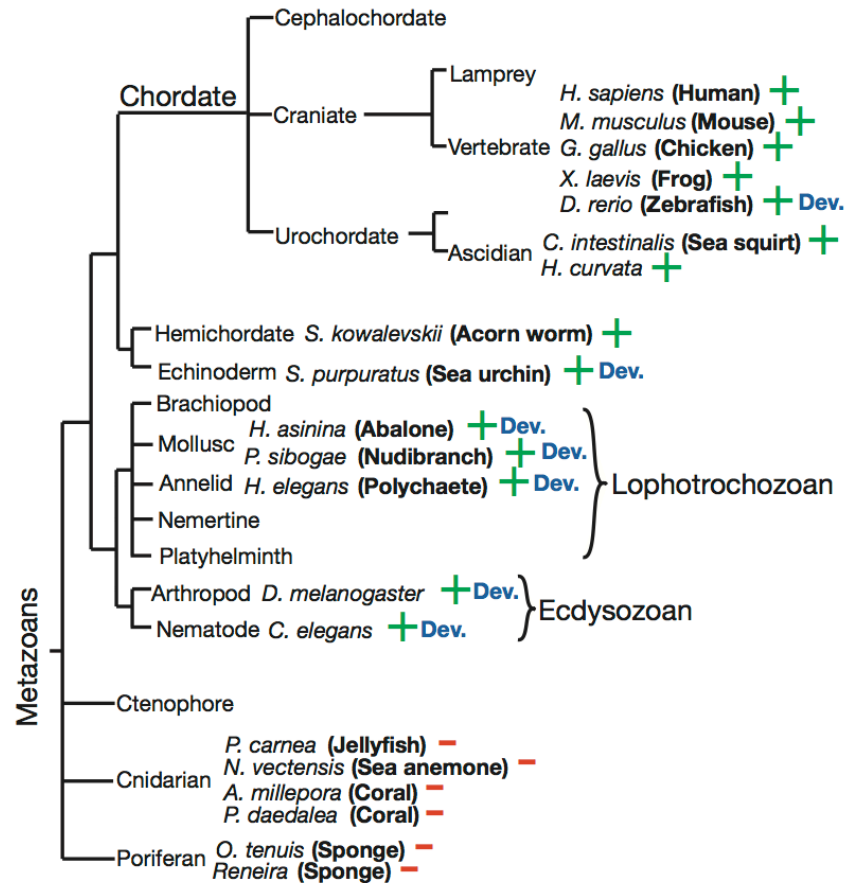 Cephalochordate
Chordate
Craniate
Lamprey
Vertebrate
H. sapiens (Human) +
M. musculus (Mouse) +
G. gallus (Chicken) +
X. laevis (Frog) +
D. rerio (Zebrafish) + Dev.
Urochordate
Ascidian
C. intestinalis (Sea squirt) +
H. curvata +
Hemichordate S. kowalevskii (Acorn worm) +
Echinoderm S. purpuratus (Sea urchin) + Dev.
Brachiopod
Mollusc
H. asinina (Abalone) + Dev.
P. sibogae (Nudibranch) + Dev.
Annelid H. elegans (Polychaete) + Dev.
Nemertine
Platyhelminth
Lophotrochozoan
Arthropod D. melanogaster + Dev.
Nematode C. elegans + Dev.
Ecdysozoan
Metazoans
Ctenophore
Cnidarian
P. carnea (Jellyfish) -
N. vectensis (Sea anemone) -
A. millepora (Coral) -
P. daedalea (Coral) -
Poriferan
O. tenuis (Sponge) -
Reneira (Sponge) -